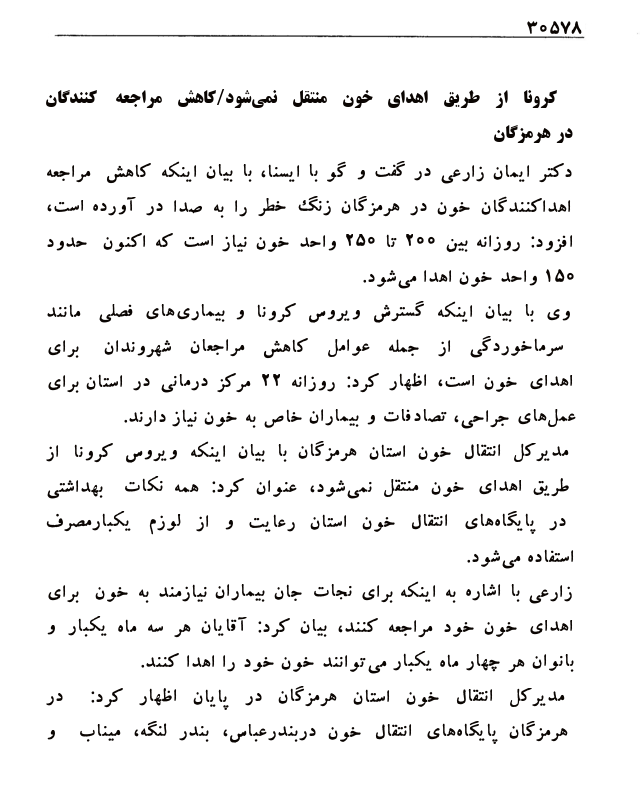 ۳۰۵۷۸
کرونا از طریق اهدای خون منتقل نمی‌شود/کاهش مراجعه کنندگان
در هرمزگان
دکتر ایمان زارعی در گفت و گو با ایسنا، با بیان اینکه کاهش مراجعه
اهداکنندگان خون در هرمزگان زنگ خطر را به صدا در آورده است،
افزود: روزانه بین ۲۰۰ تا ۲۵۰ واحد خون نیاز است که اکنون حدود
۱۵۰ واحد خون اهدا می‌شود.
وی با بیان اینکه گسترش ویروس کرونا و بیماری‌های فصلی مانند
سرماخوردگی از جمله عوامل کاهش مراجعان شهروندان برای
اهدای خون است، اظهار کرد: روزانه ۲۲ مرکز درمانی در استان برای
عمل‌های جراحی، تصادفات و بیماران خاص به خون نیاز دارند.
مدیرکل انتقال خون استان هرمزگان با بیان اینکه ویروس کرونا از
طریق اهدای خون منتقل نمی‌شود، عنوان کرد: همه نکات بهداشتی
در پایگاه‌های انتقال خون استان رعایت و از لوزم یکبارمصرف
استفاده می‌شود.
زارعی با اشاره به اینکه برای نجات جان بیماران نیازمند به خون برای
اهدای خون خود مراجعه کنند، بیان کرد: آقایان هر سه ماه یکبار و
بانوان هر چهار ماه یکبار می‌توانند خون خود را اهدا کنند.
مدیرکل انتقال خون استان هرمزگان در پایان اظهار کرد: در
هرمزگان پایگاه‌های انتقال خون دربندرعباس، بندر لنگه، میناب و